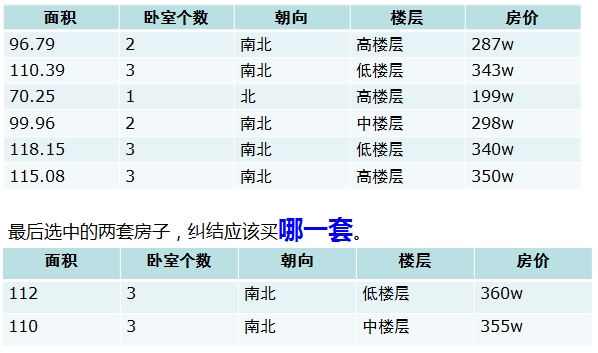 面积 卧室个数 朝向 楼层 房价
96.79 2 南北 高楼层 287w
110.39 3 南北 低楼层 343w
70.25 1 北 高楼层 199w
99.96 2 南北 中楼层 298w
118.15 3 南北 低楼层 340w
115.08 3 南北 高楼层 350w
最后选中的两套房子，纠结应该买哪一套。
面积 卧室个数 朝向 楼层 房价
112 3 南北 低楼层 360w
110 3 南北 中楼层 355w